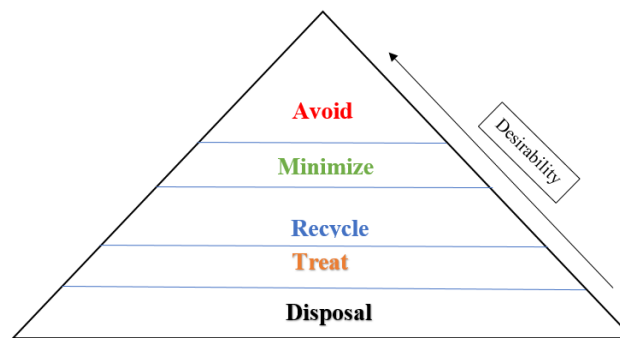 Avoid
Desirability
Minimize
Recycle
Treat
Disposal